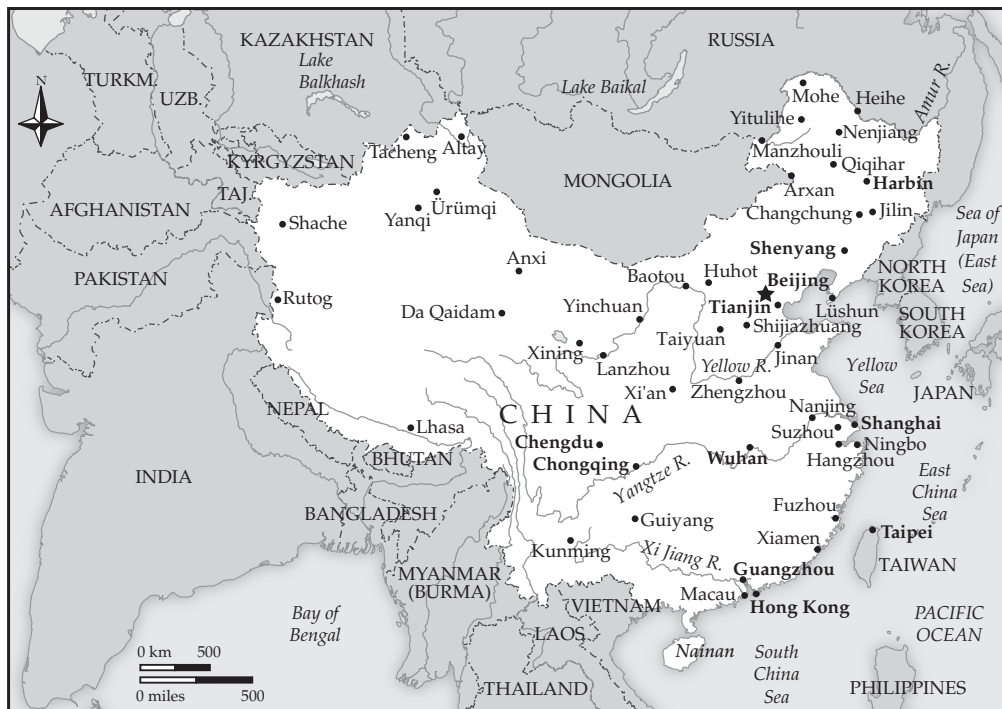 KAZAKHSTAN
Lake
Balkhash
RUSSIA
Lake Baikal
TURKM.
UZB.
N
Mohe
Heihe
Amur R.
Yitulihe
Nenjiang
Tacheng
Altay
Manzhouli
KYRGYZSTAN
Qiqihar
TAJ.
MONGOLIA
Arxan
Harbin
AFGHANISTAN
Ürümqi
Shache
Yanqi
Changchung
Jilin
Sea of
Japan
(East
Sea)
Shenyang
PAKISTAN
Anxi
Baotou
Huhot
Beijing
NORTH
KOREA
Rutog
Da Qaidam
Yinchuan
Tianjin
Lüshun
SOUTH
KOREA
Taiyuan
Shijiazhuang
Xining
Lanzhou
Yellow R.
Jinan
Yellow
Sea
JAPAN
Xi'an
Zhengzhou
NEPAL
CHINA
Nanjing
Shanghai
Lhasa
Suzhou
Chengdu
Wuhan
Ningbo
BHUTAN
Chongqing
Hangzhou
INDIA
Yangtze R.
East
China
Sea
BANGLADESH
Guiyang
Fuzhou
Kunming
Xi Jiang R.
Xiamen
Taipei
TAIWAN
MYANMAR
(BURMA)
Guangzhou
Macau
Hong Kong
Bay of
Bengal
VIETNAM
PACIFIC
OCEAN
LAOS
Nainan
South
China
Sea
0 km 500
0 miles 500
THAILAND
PHILIPPINES